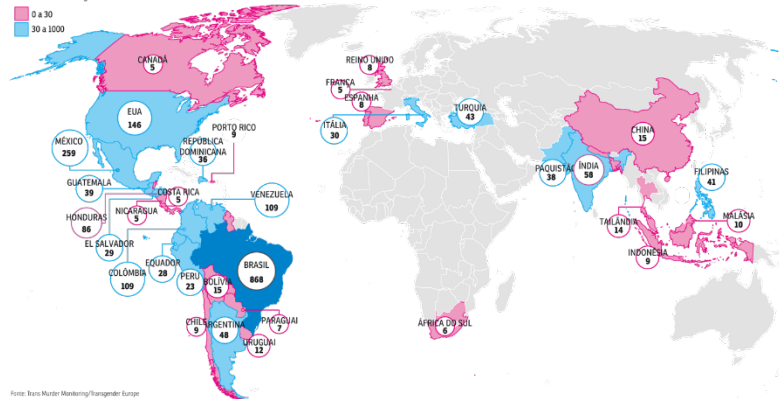 0 a 30
30 a 1000
CANADÁ
5
EUA
146
MÉXICO
259
GUATEMALA
39
HONDURAS
86
EL SALVADOR
29
COLÔMBIA
109
NICARAGUA
5
COSTA RICA
5
REPÚBLICA
DOMINICANA
36
PORTO RICO
9
VENEZUELA
109
EQUADOR
28
PERU
23
BOLÍVIA
15
BRASIL
868
CHILE
9
ARGENTINA
48
PARAGUAI
7
URUGUAI
12
REINO UNIDO
8
FRANÇA
5
ESPANHA
8
ITÁLIA
30
TURQUIA
43
ÁFRICA DO SUL
6
PAQUISTÃO
38
ÍNDIA
58
CHINA
15
TAILÂNDIA
14
FILIPINAS
41
MALÁSIA
10
INDONÉSIA
9
Fonte: Trans Murder Monitoring/Transgender Europe